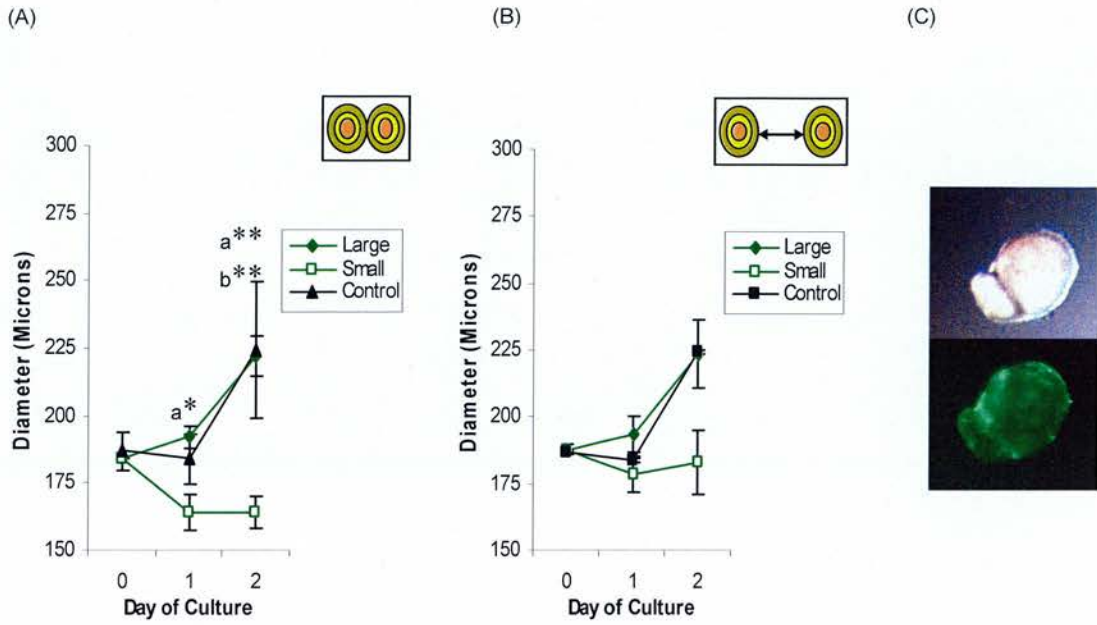 (A)
(B)
(C)
300
275
250
225
200
175
150
Diameter (Microns)
0
1
2
Day of Culture
a**
b**
a*
Large
Small
Control
300
275
250
225
200
175
150
Diameter (Microns)
0
1
2
Day of Culture
Large
Small
Control